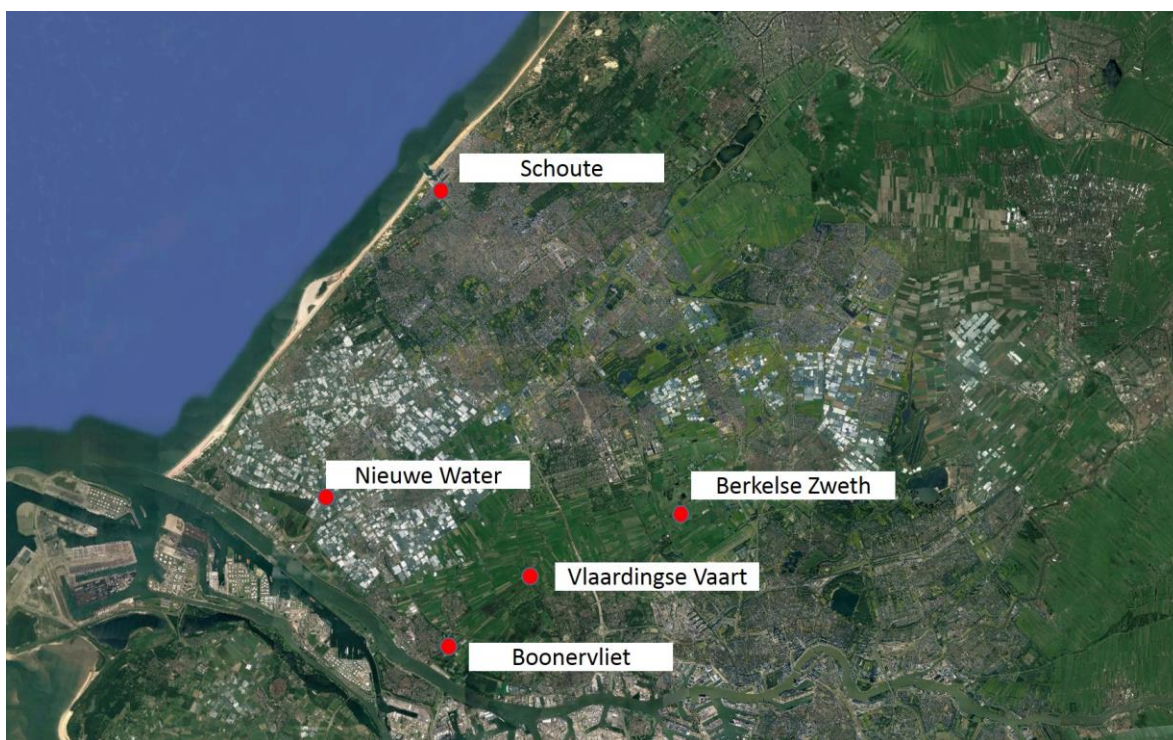 Schoute
Nieuwe Water
Berkelse Zweth
Vlaardingse Vaart
Boonervliet